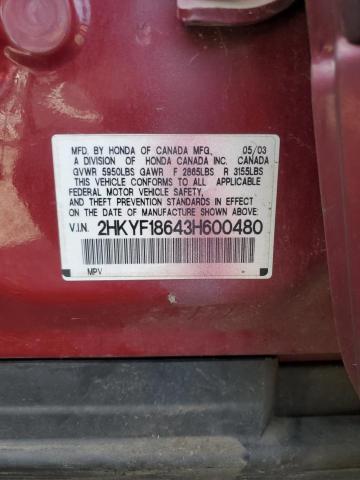 MFD. BY HONDA OF CANADA MFG. 05/03
A DIVISION OF HONDA CANADA INC. CANADA
GVWR 5950LBS GAWR F 2865LBS R 3155LBS
THIS VEHICLE CONFORMS TO ALL APPLICABLE
FEDERAL MOTOR VEHICLE SAFETY,
AND THEFT PREVENTION STANDARDS IN EFFECT ON
THE DATE OF MANUFACTURE SHOWN ABOVE:
V.I.N. 2HKYF18643H600480
MPV